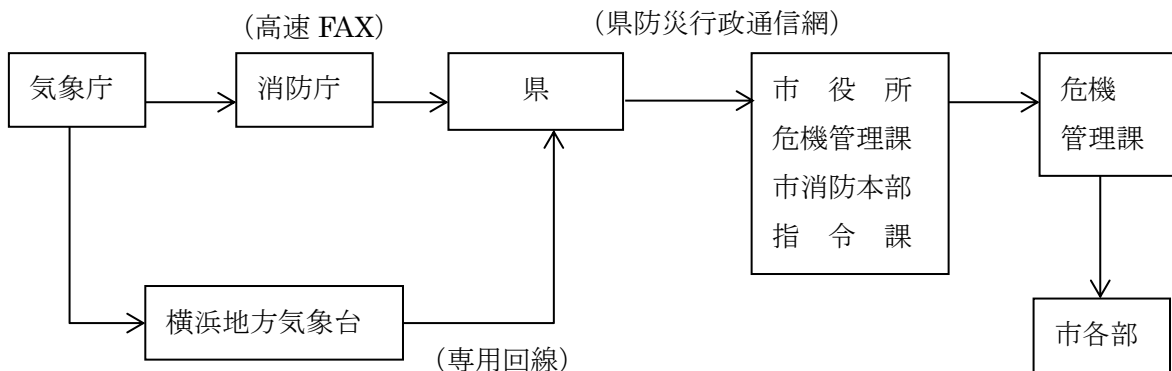 （高速 FAX）
（県防災行政通信網）
気象庁
消防庁
県
市　役　所
危機管理課
市消防本部
指　令　課
危機
管理課
横浜地方気象台
（専用回線）
市各部